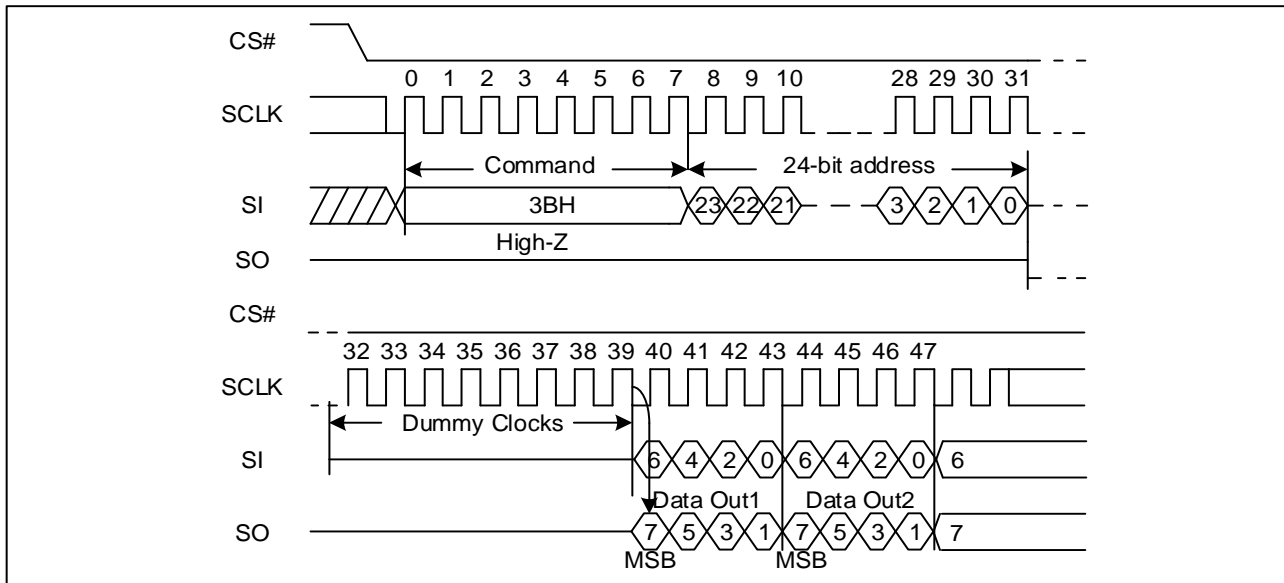 CS#
0 1 2 3 4 5 6 7 8 9 10 28 29 30 31
SCLK
Command 24-bit address
SI 3BH 23 22 21 3 2 1 0
High-Z
SO
CS#
32 33 34 35 36 37 38 39 40 41 42 43 44 45 46 47
SCLK
Dummy Clocks
SI 6 4 2 0 6 4 2 0 6
Data Out1 Data Out2
SO 7 5 3 1 7 5 3 1 7
MSB MSB